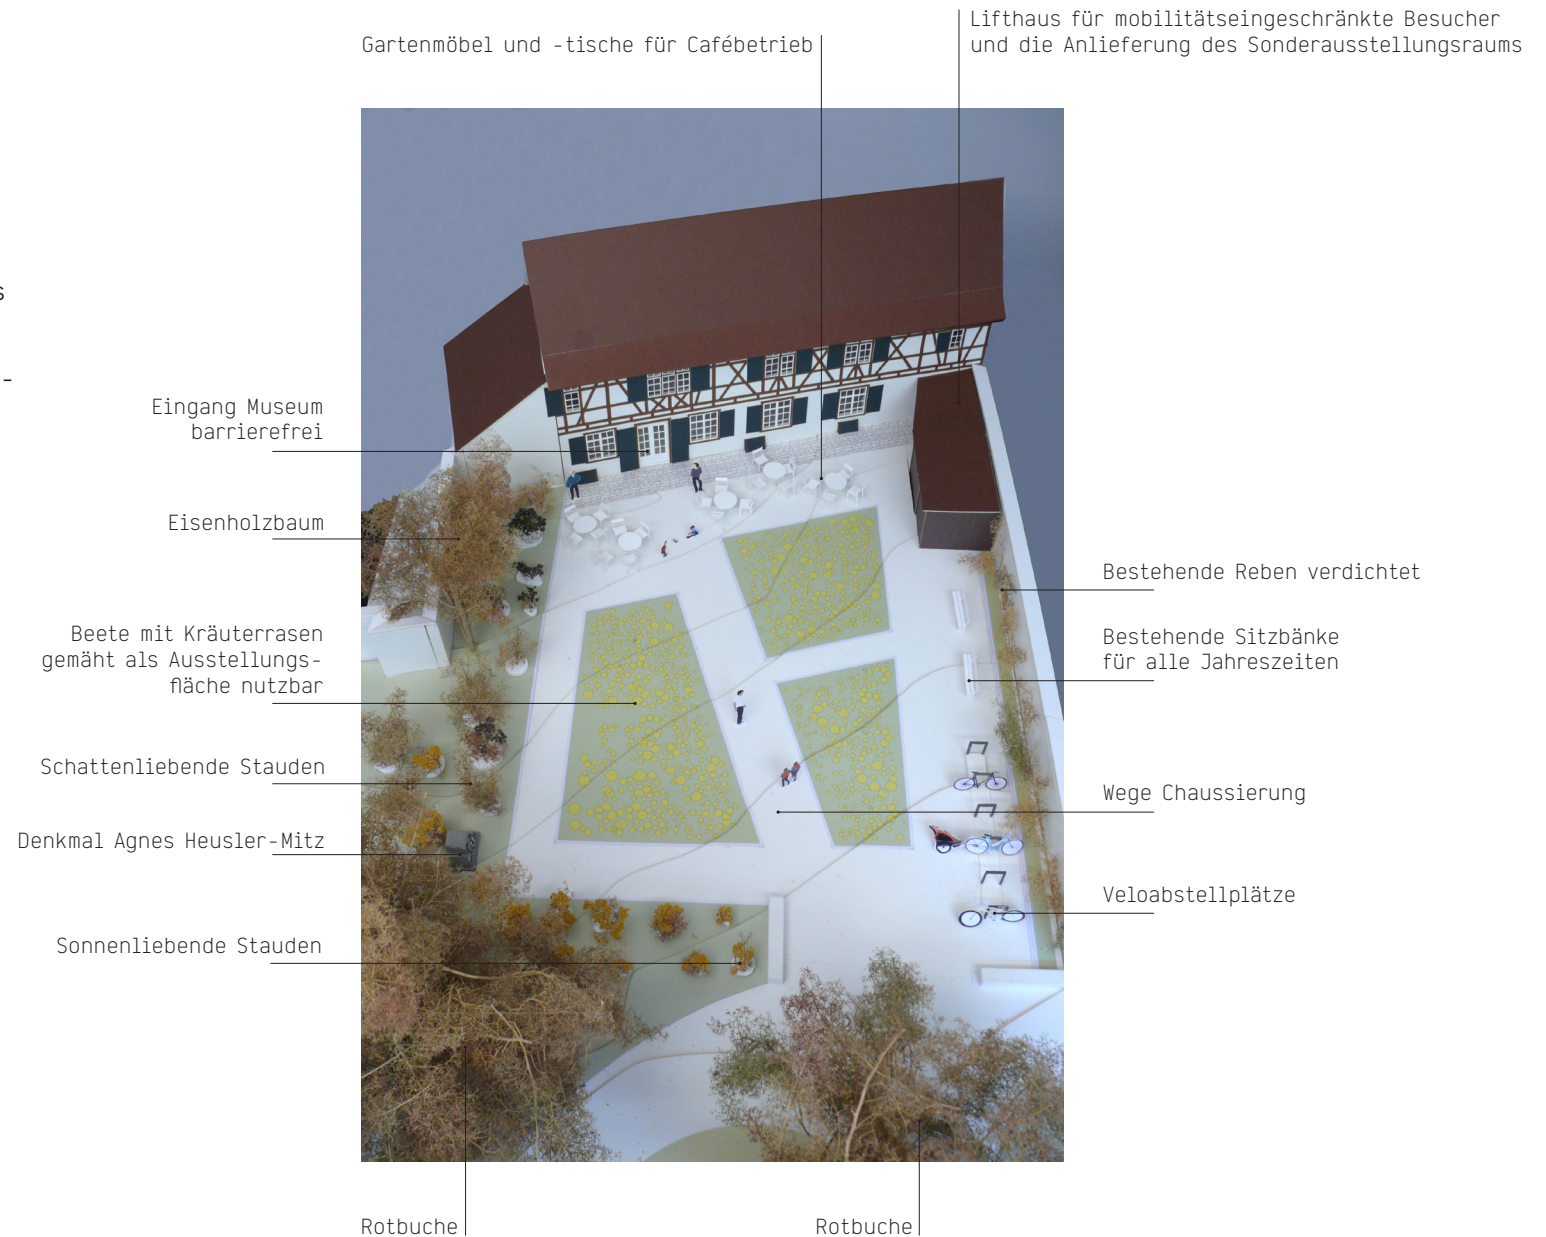 Lifthaus für mobilitätseingeschränkte Besucher
und die Anlieferung des Sonderausstellungsraums
Gartenmöbel und -tische für Cafébetrieb
s
-
Eingang Museum
barrierefrei
Eisenholzbaum
Beete mit Kräuterrasen
gemäht als Ausstellungs-
fläche nutzbar
Schattenliebende Stauden
Denkmal Agnes Heusler-Mitz
Sonnenliebende Stauden
Bestehende Reben verdichtet
Bestehende Sitzbänke
für alle Jahreszeiten
Wege Chaussierung
Veloabstellplätze
Rotbuche
Rotbuche